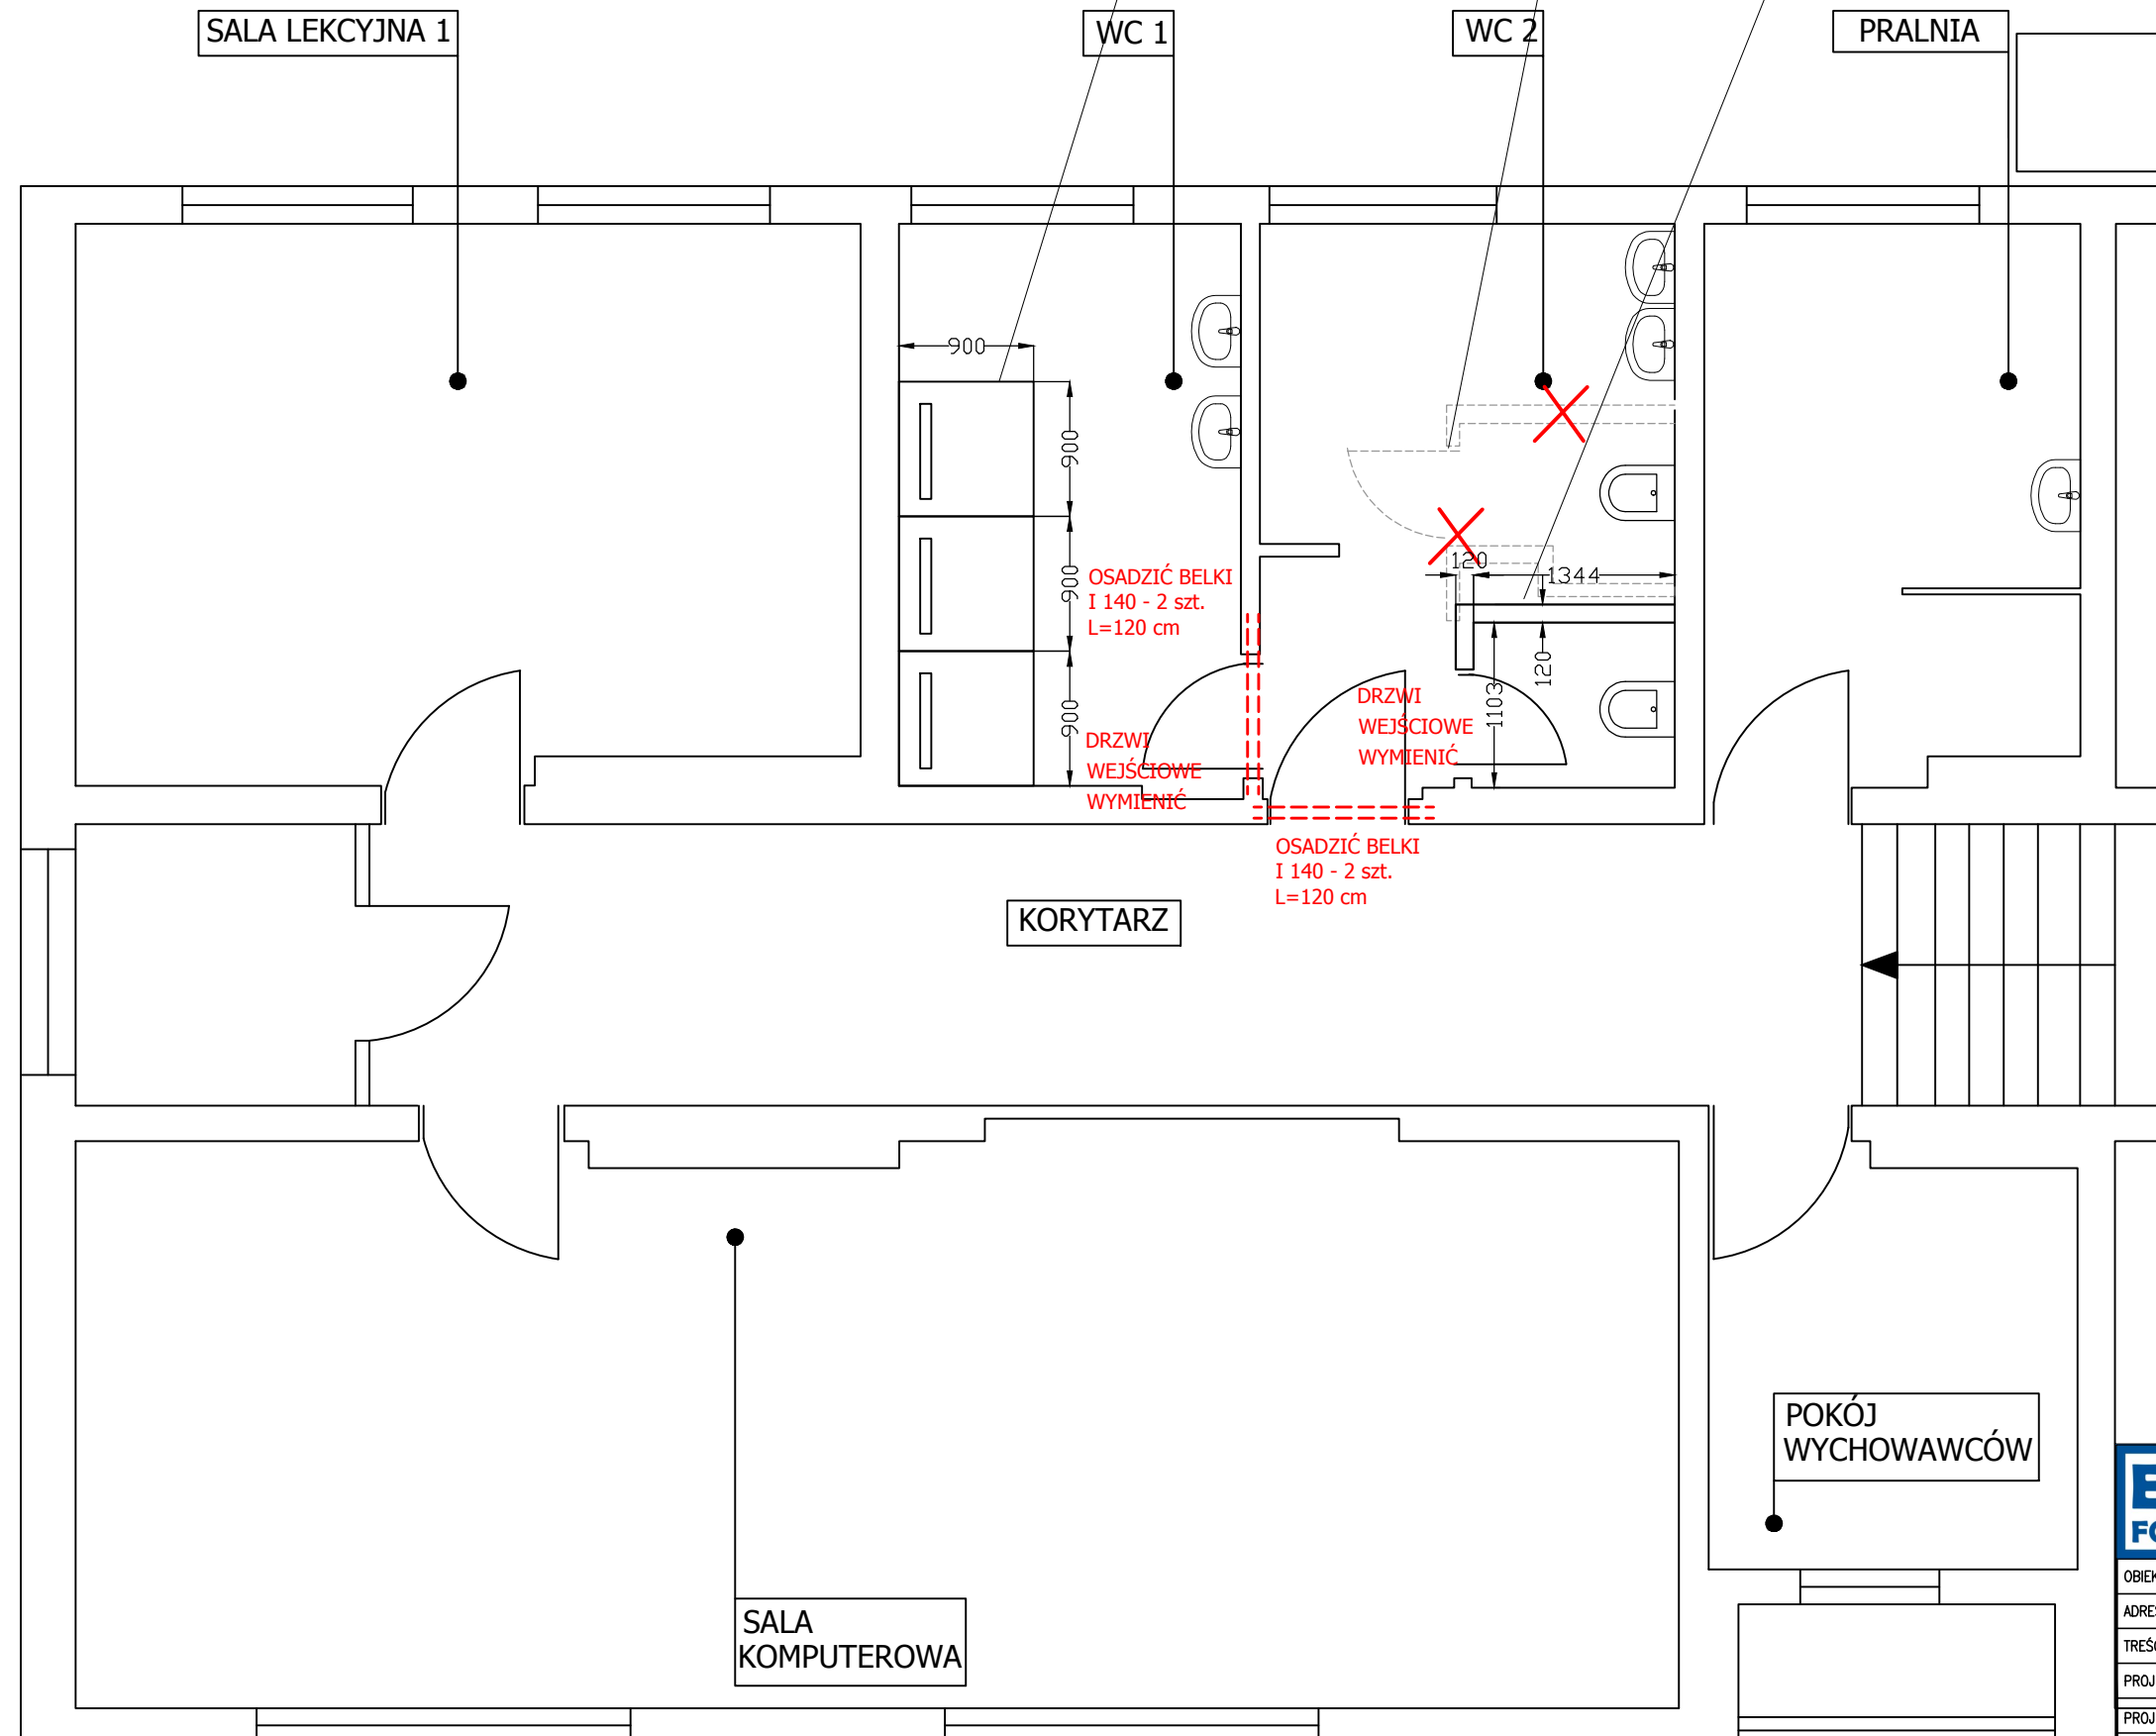 SALA LEKCYJNA 1
WC 1
WC 2
PRALNIA
900
900
900
900
OSADZIĆ BELKI
I 140 - 2 szt.
L=120 cm
120
1344
120
1103
DRZWI
WEJŚCIOWE
WYMIENIĆ
DRZWI
WEJŚCIOWE
WYMIENIĆ
OSADZIĆ BELKI
I 140 - 2 szt.
L=120 cm
KORYTARZ
POKÓJ
WYCHOWAWCÓW
SALA
KOMPUTEROWA